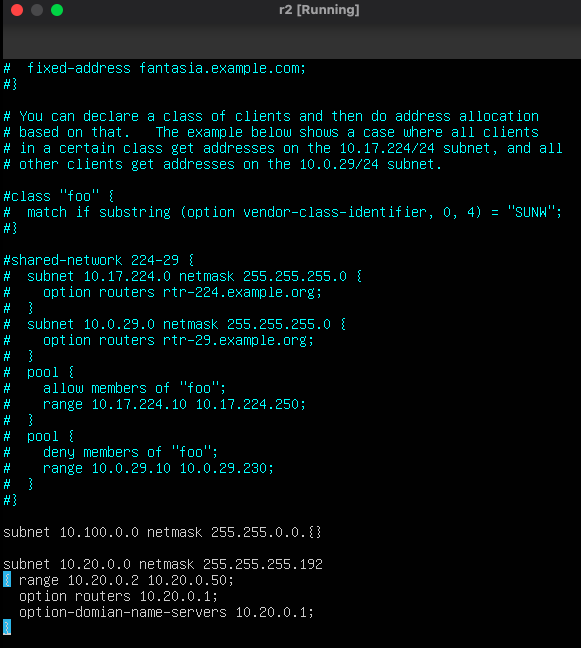 r2 [Running]
#  fixed-address fantasia.example.com;
#}
# You can declare a class of clients and then do address allocation
# based on that.   The example below shows a case where all clients
# in a certain class get addresses on the 10.17.224/24 subnet, and all
# other clients get addresses on the 10.0.29/24 subnet.
#class "foo" {
#  match if substring (option vendor-class-identifier, 0, 4) = "SUNW";
#}
#shared-network 224-29 {
#  subnet 10.17.224.0 netmask 255.255.255.0 {
#    option routers rtr-224.example.org;
#  }
#  subnet 10.0.29.0 netmask 255.255.255.0 {
#    option routers rtr-29.example.org;
#  }
#  pool {
#    allow members of "foo";
#    range 10.17.224.10 10.17.224.250;
#  }
#  pool {
#    deny members of "foo";
#    range 10.0.29.10 10.0.29.230;
#  }
#}
subnet 10.100.0.0 netmask 255.255.0.0.{}
subnet 10.20.0.0 netmask 255.255.255.192
{ range 10.20.0.2 10.20.0.50;
  option routers 10.20.0.1;
  option-domian-name-servers 10.20.0.1;
}